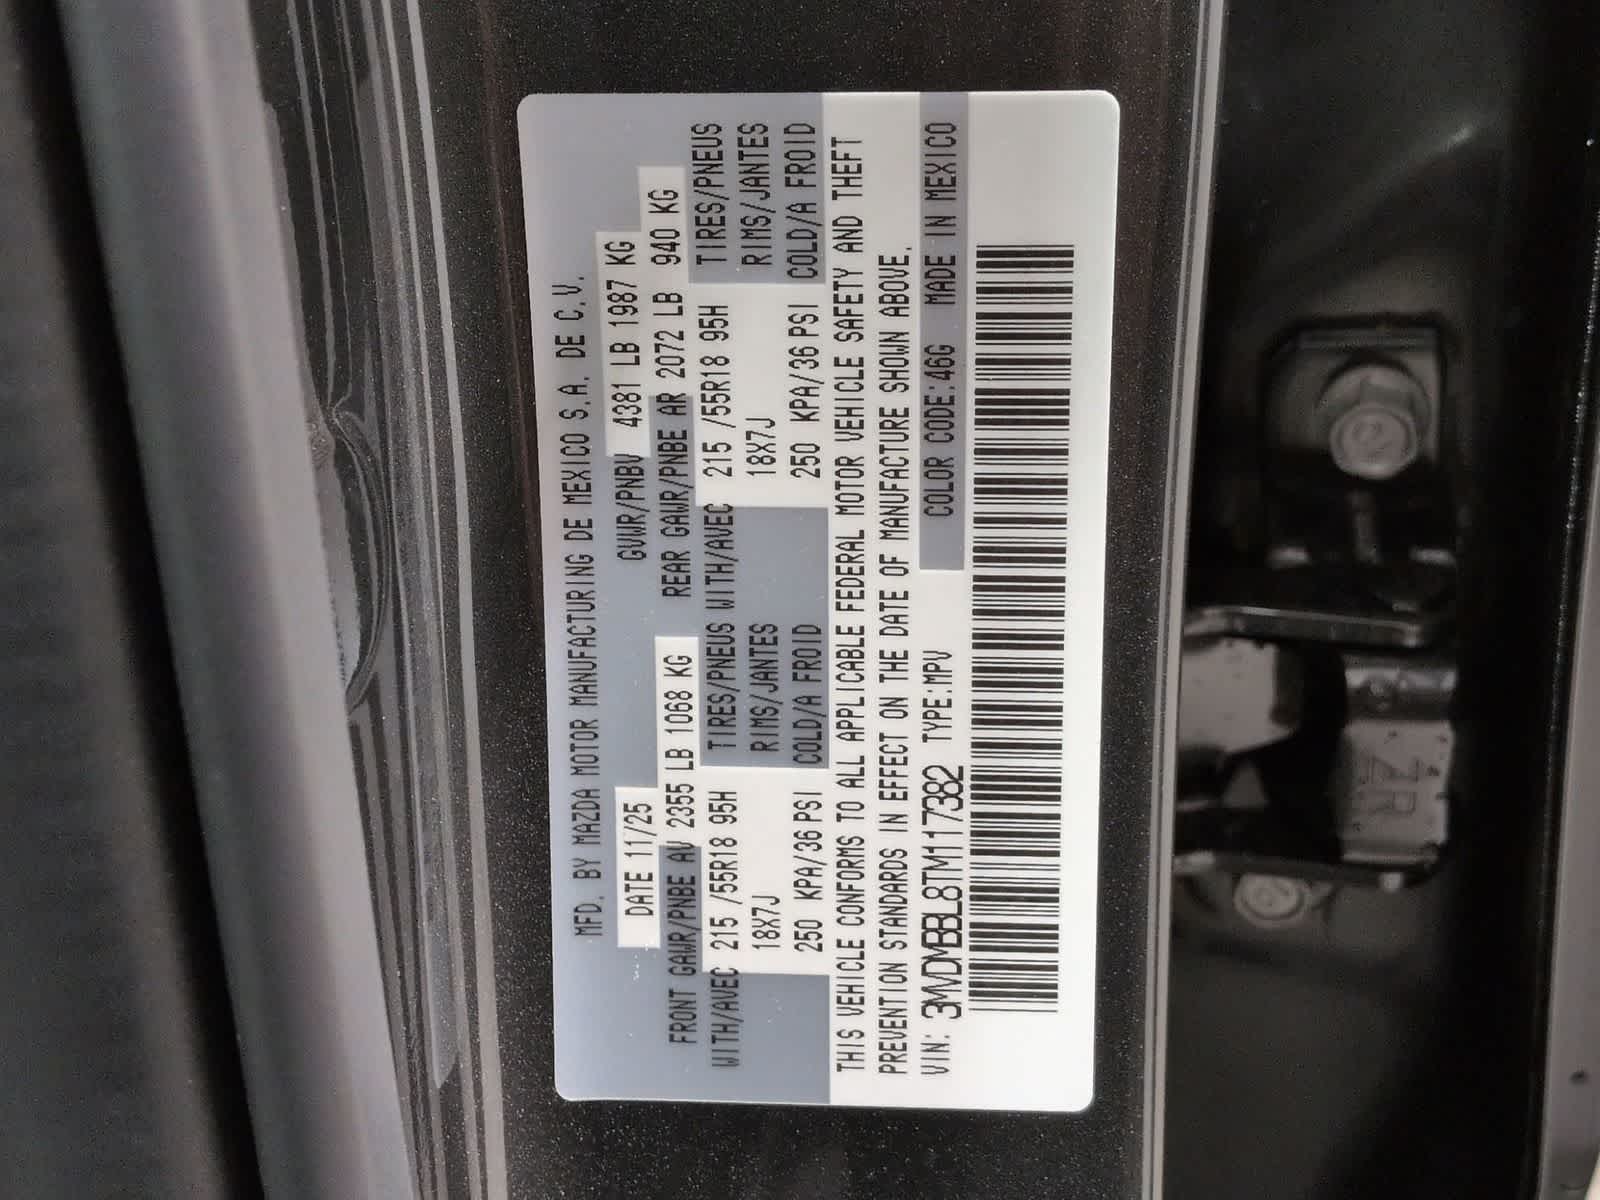 MFD. BY MAZDA MOTOR MANUFACTURING DE MEXICO S.A. DE C.V.
DATE 11/25 GVWR/PNBV 4381 LB 1987 KG
FRONT GAWR/PNBE AV 2355 LB 1068 KG REAR GAWR/PNBE AR 2072 LB 940 KG
WITH/AVEC 215 /55R18 95H TIRES/PNEUS WITH/AVEC 215 /55R18 95H TIRES/PNEUS
18X7J RIMS/JANTES 18X7J RIMS/JANTES
250 KPA/36 PSI COLD/A FROID 250 KPA/36 PSI COLD/A FROID
THIS VEHICLE CONFORMS TO ALL APPLICABLE FEDERAL MOTOR VEHICLE SAFETY AND THEFT
PREVENTION STANDARDS IN EFFECT ON THE DATE OF MANUFACTURE SHOWN ABOVE.
VIN: 3MVDMBBL8TM117382 TYPE:MPV COLOR CODE:46G MADE IN MEXICO